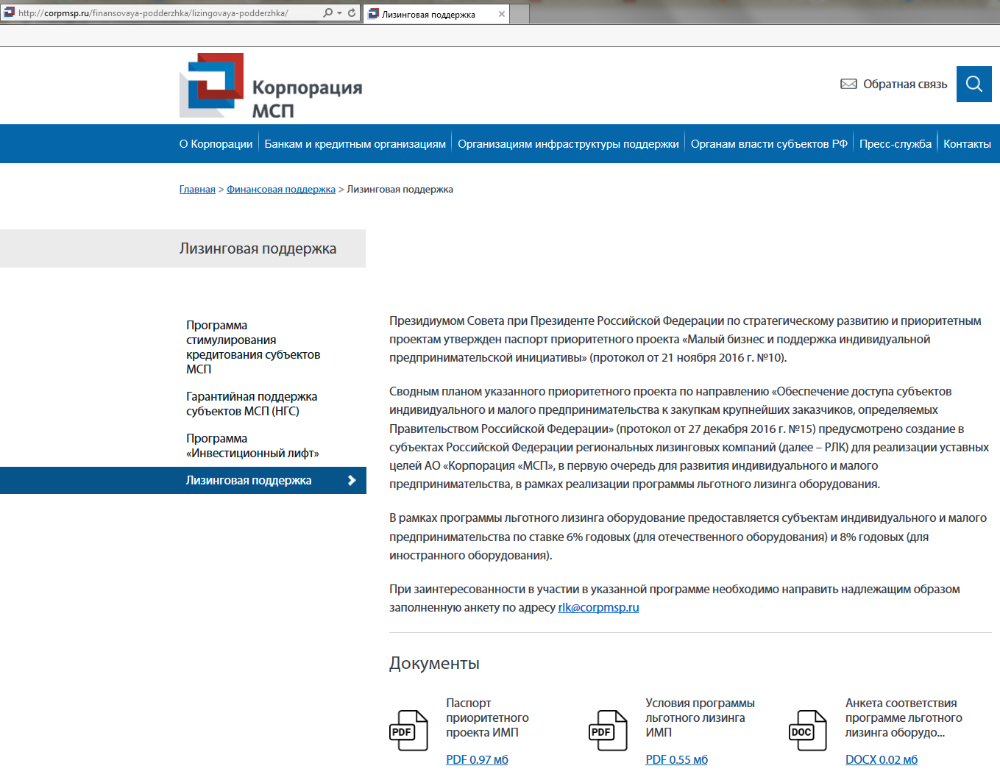 http://corpmsp.ru/finansovaya-podderzhka/lizingovaya-podderzhka/
Лизинговая поддержка
Корпорация
МСП
Обратная связь
О Корпорации
Банкам и кредитным организациям
Организациям инфраструктуры поддержки
Органам власти субъектов РФ
Пресс-служба
Контакты
Главная > Финансовая поддержка > Лизинговая поддержка
Лизинговая поддержка
Программа
стимулирования
кредитования субъектов
МСП
Гарантийная поддержка
субъектов МСП (НГС)
Программа
«Инвестиционный лифт»
Лизинговая поддержка
Президиумом Совета при Президенте Российской Федерации по стратегическому развитию и приоритетным
проектам утвержден паспорт приоритетного проекта «Малый бизнес и поддержка индивидуальной
предпринимательской инициативы» (протокол от 21 ноября 2016 г. №10).
Сводным планом указанного приоритетного проекта по направлению «Обеспечение доступа субъектов
индивидуального и малого предпринимательства к закупкам крупнейших заказчиков, определяемых
Правительством Российской Федерации» (протокол от 27 декабря 2016 г. №15) предусмотрено создание в
субъектах Российской Федерации региональных лизинговых компаний (далее – РЛК) для реализации уставных
целей АО «Корпорация «МСП», в первую очередь для развития индивидуального и малого
предпринимательства, в рамках реализации программы льготного лизинга оборудования.
В рамках программы льготного лизинга оборудование предоставляется субъектам индивидуального и малого
предпринимательства по ставке 6% годовых (для отечественного оборудования) и 8% годовых (для
иностранного оборудования).
При заинтересованности в участии в указанной программе необходимо направить надлежащим образом
заполненную анкету по адресу rlk@corpmsp.ru
Документы
PDF
Паспорт
приоритетного
проекта ИМП
PDF 0.97 мб
PDF
Условия программы
льготного лизинга
ИМП
PDF 0.55 мб
DOC
Анкета соответствия
программе льготного
лизинга оборудо...
DOCX 0.02 мб